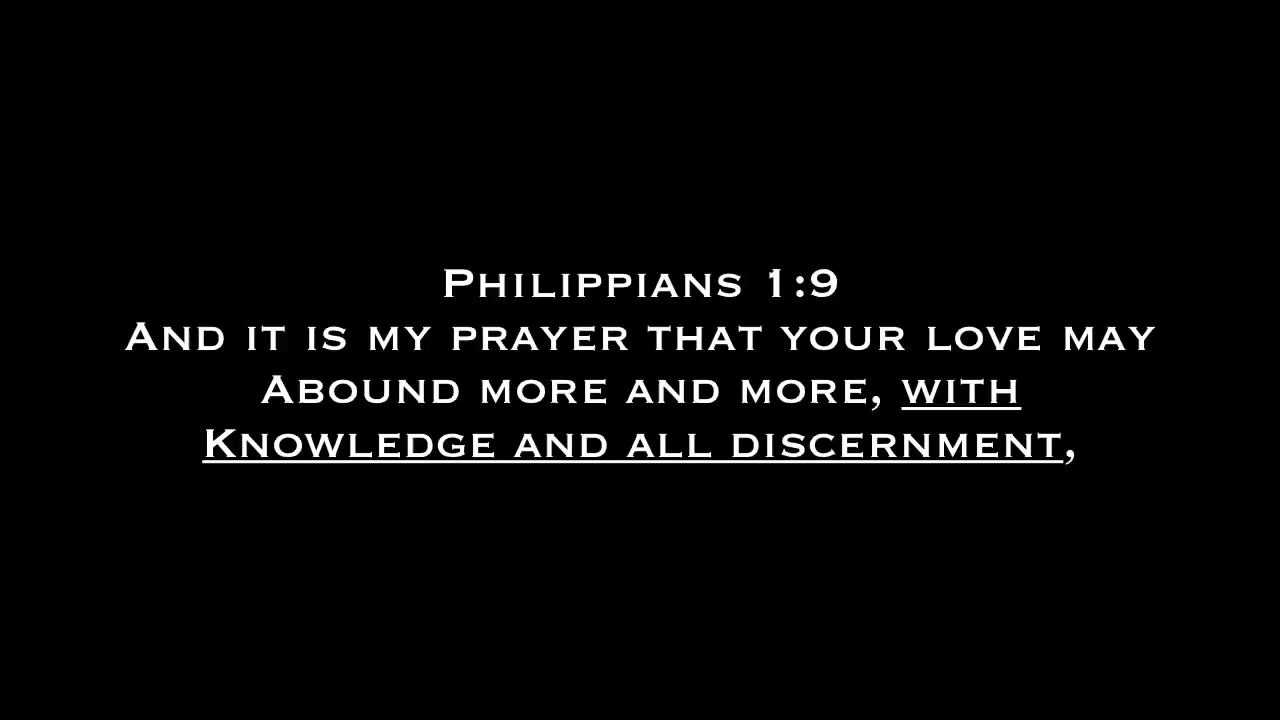 Philippians 1:9
And it is my prayer that your love may
Abound more and more, with
Knowledge and all discernment,